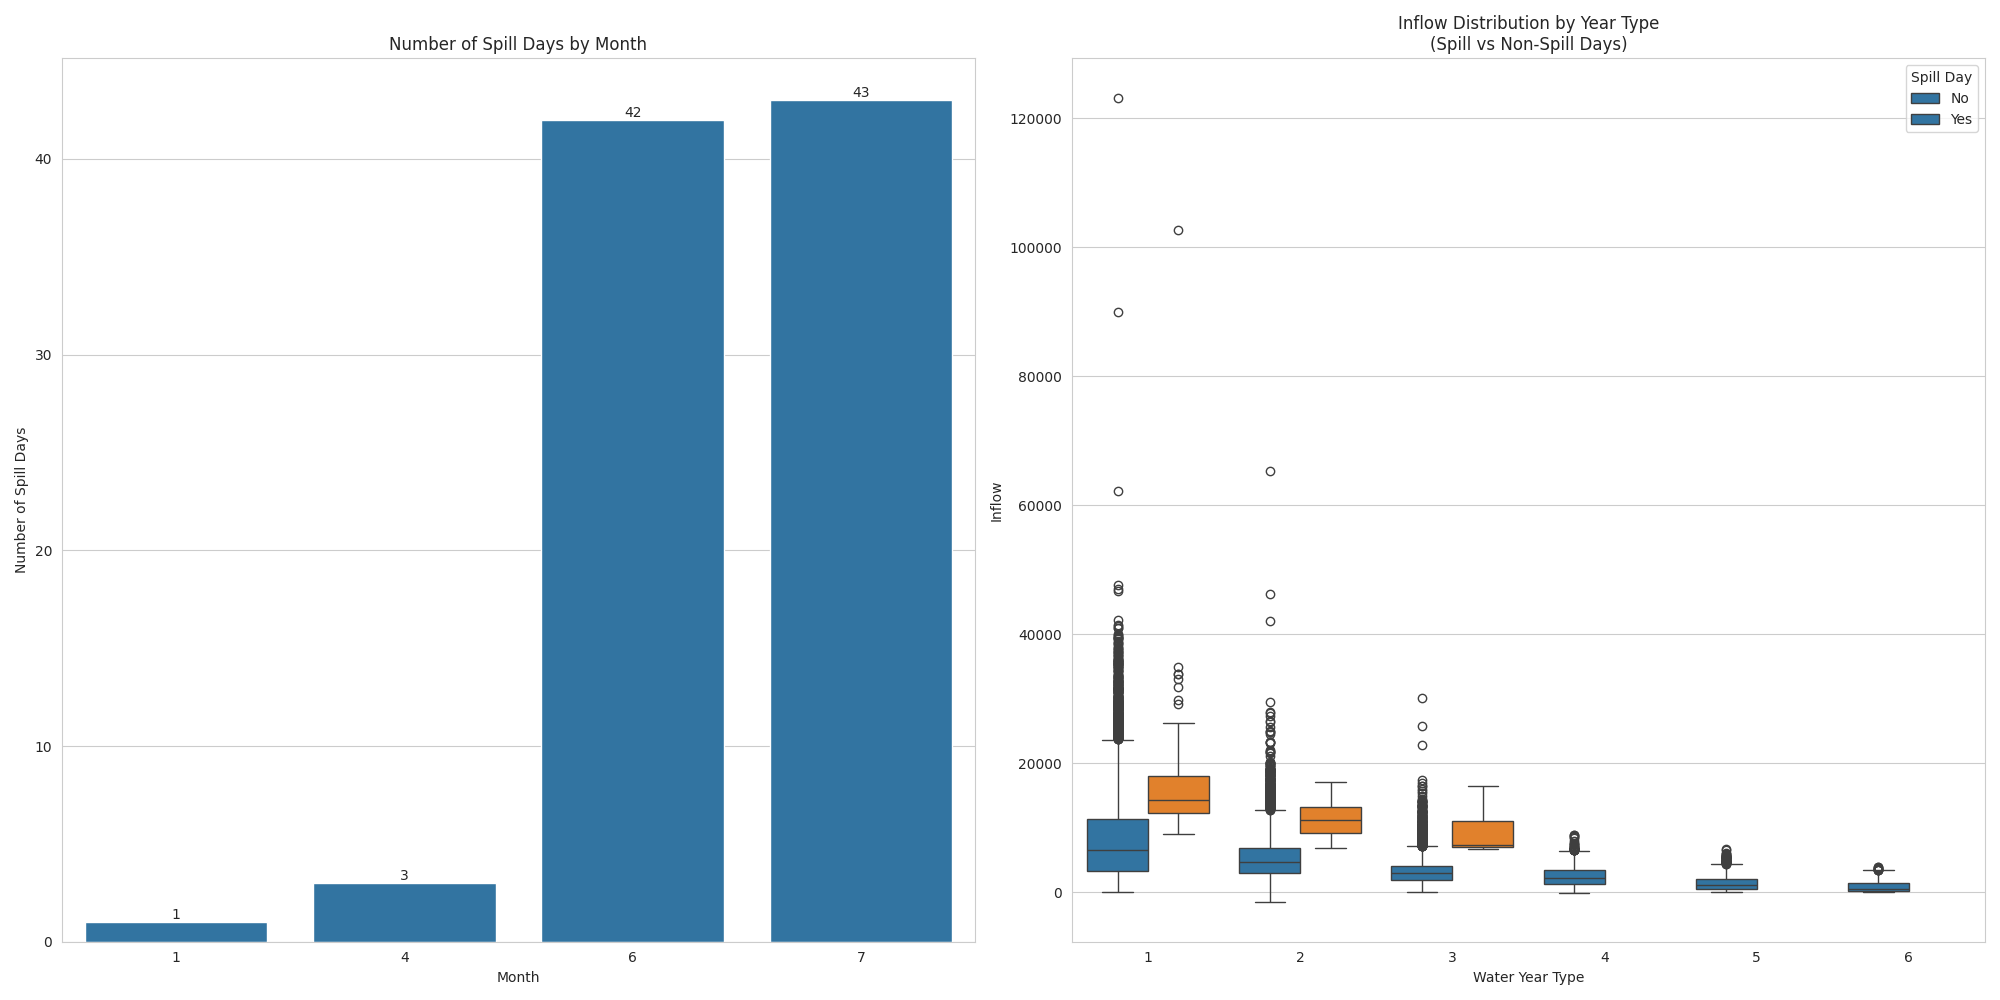 Number of Spill Days by Month
Number of Spill Days
40
30
20
10
0
1
3
42
43
1
4
6
7
Month
Inflow Distribution by Year Type
(Spill vs Non-Spill Days)
Spill Day
No
Yes
Inflow
120000
100000
80000
60000
40000
20000
0
1
2
3
4
5
6
Water Year Type